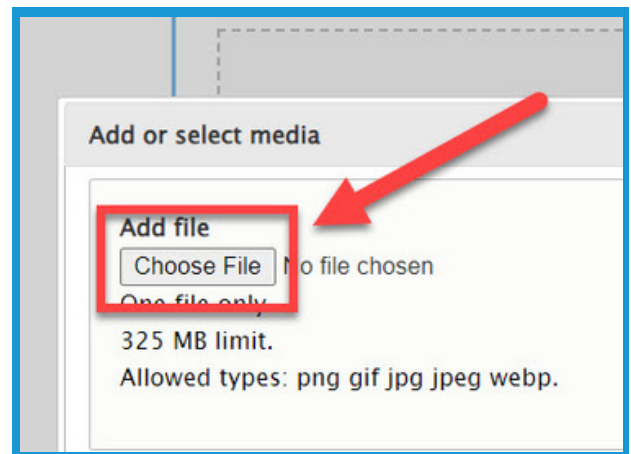 Add or select media
Add file
Choose File No file chosen
One file only.
325 MB limit.
Allowed types: png gif jpg jpeg webp.